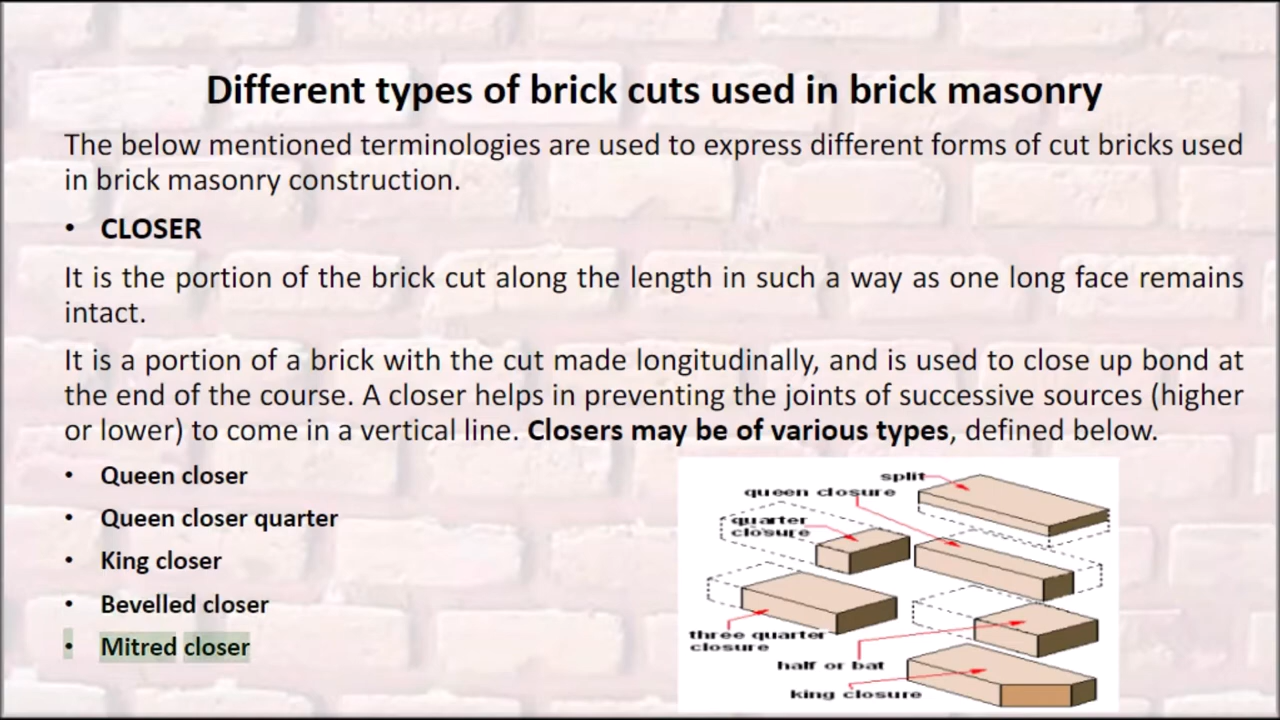 Different types of brick cuts used in brick masonry
The below mentioned terminologies are used to express different forms of cut bricks used
in brick masonry construction.
• CLOSER
It is the portion of the brick cut along the length in such a way as one long face remains
intact.
It is a portion of a brick with the cut made longitudinally, and is used to close up bond at
the end of the course. A closer helps in preventing the joints of successive sources (higher
or lower) to come in a vertical line. Closers may be of various types, defined below.
• Queen closer
• Queen closer quarter
• King closer
• Bevelled closer
• Mitred closer
split
queen closure
quarter
closure
three quarter
closure
half or bat
king closure